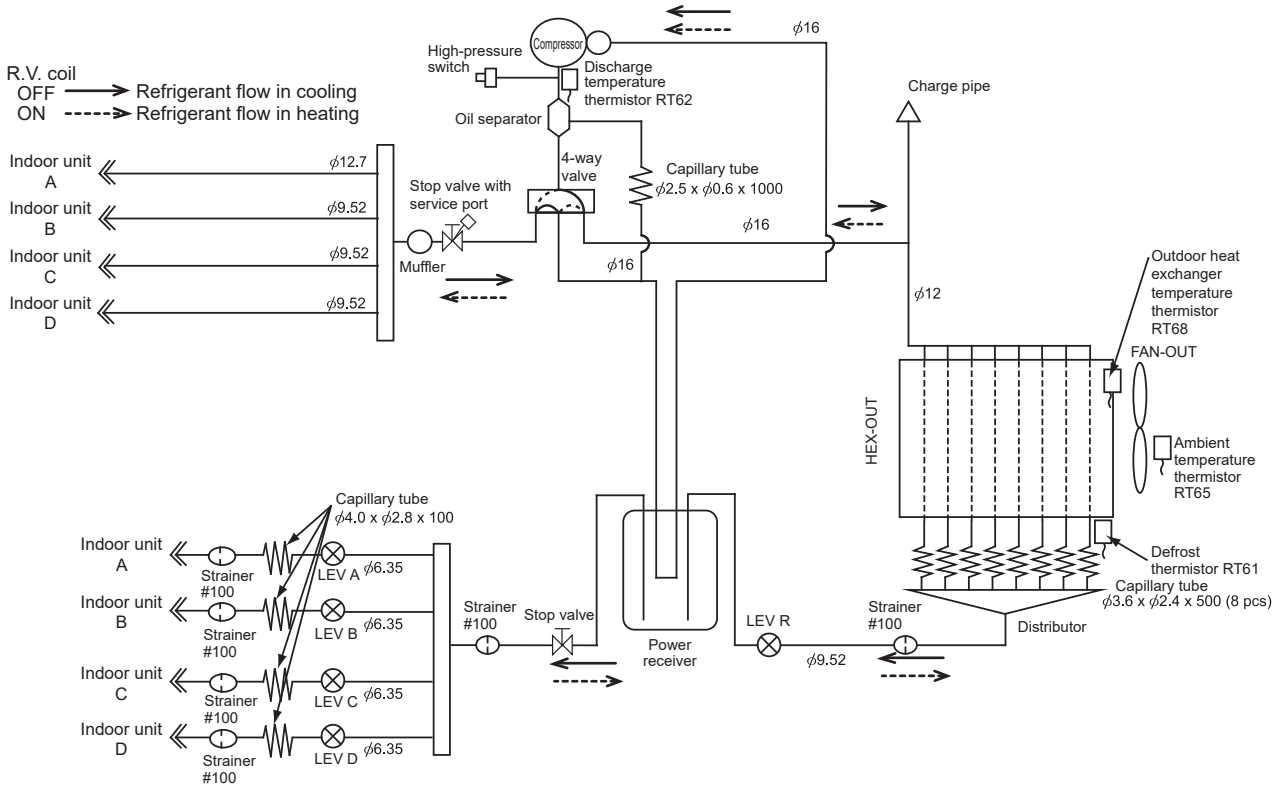 R.V. coil
OFF Refrigerant flow in cooling
ON Refrigerant flow in heating
Compressor
High-pressure
switch
Discharge
temperature
thermistor RT62
Oil separator
4-way
valve
Capillary tube
ϕ2.5 x ϕ0.6 x 1000
ϕ16
Charge pipe
Indoor unit
A
ϕ12.7
Indoor unit
B
ϕ9.52
Indoor unit
C
ϕ9.52
Indoor unit
D
ϕ9.52
Stop valve with
service port
Muffler
ϕ16
ϕ16
ϕ12
Outdoor heat
exchanger
temperature
thermistor
RT68
FAN-OUT
HEX-OUT
Ambient
temperature
thermistor
RT65
Defrost
thermistor RT61
Capillary tube
ϕ3.6 x ϕ2.4 x 500 (8 pcs)
Distributor
Capillary tube
ϕ4.0 x ϕ2.8 x 100
Indoor unit
A
Strainer
#100
LEV A
ϕ6.35
Indoor unit
B
Strainer
#100
LEV B
ϕ6.35
Indoor unit
C
Strainer
#100
LEV C
ϕ6.35
Indoor unit
D
Strainer
#100
LEV D
ϕ6.35
Strainer
#100
Stop valve
Power
receiver
LEV R
ϕ9.52
Strainer
#100